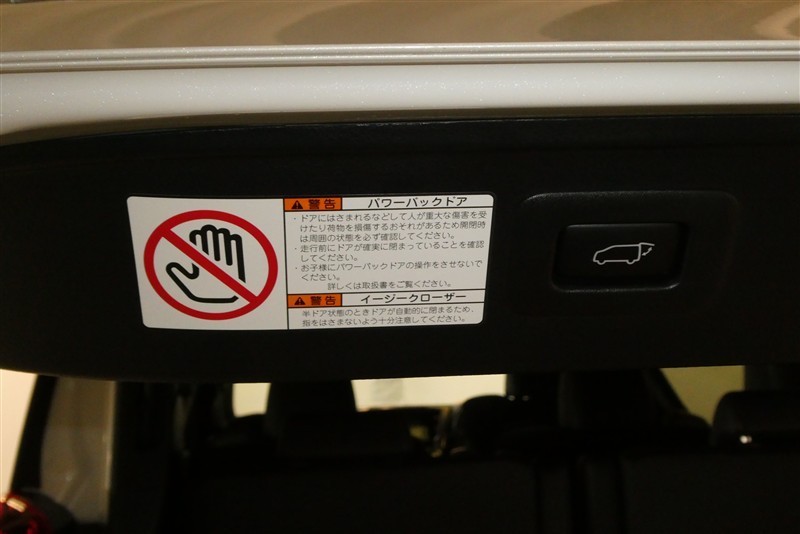 警告 パワーバックドア
・ドアにはさまれるなどして人が重大な傷害を受
けたり荷物を損傷するおそれがあるため開閉時
は周囲の状態を必ず確認してください。
・走行前にドアが確実に閉まっていることを確認
してください。
・お子様にパワーバックドアの操作をさせないで
ください。
詳しくは取扱書をご覧ください。
警告 イージークローザー
半ドア状態のときドアが自動的に閉まるため、
指をはさまないよう十分注意してください。